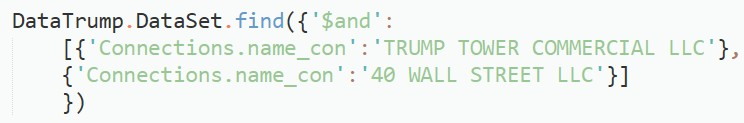 DataTrump.DataSet.find({'$and':
[{'Connections.name_con':'TRUMP TOWER COMMERCIAL LLC'},
{'Connections.name_con':'40 WALL STREET LLC'}]
})